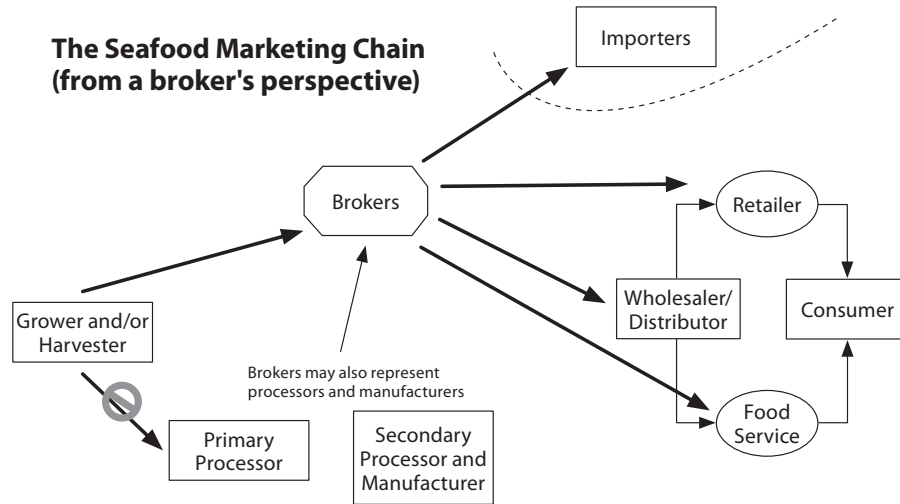 The Seafood Marketing Chain
(from a broker's perspective)
Importers
Brokers
Retailer
Grower and/or
Harvester
Wholesaler/
Distributor
Consumer
Brokers may also represent
processors and manufacturers
Primary
Processor
Secondary
Processor and
Manufacturer
Food
Service